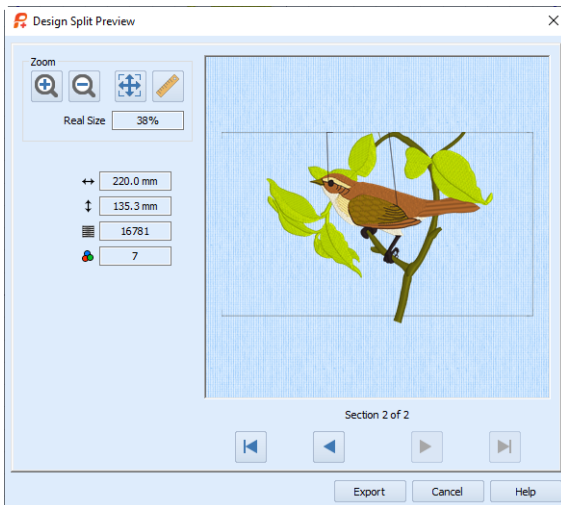 Design Split Preview
Zoom
Real Size 38%
220.0 mm
135.3 mm
16781
7
Section 2 of 2
Export Cancel Help